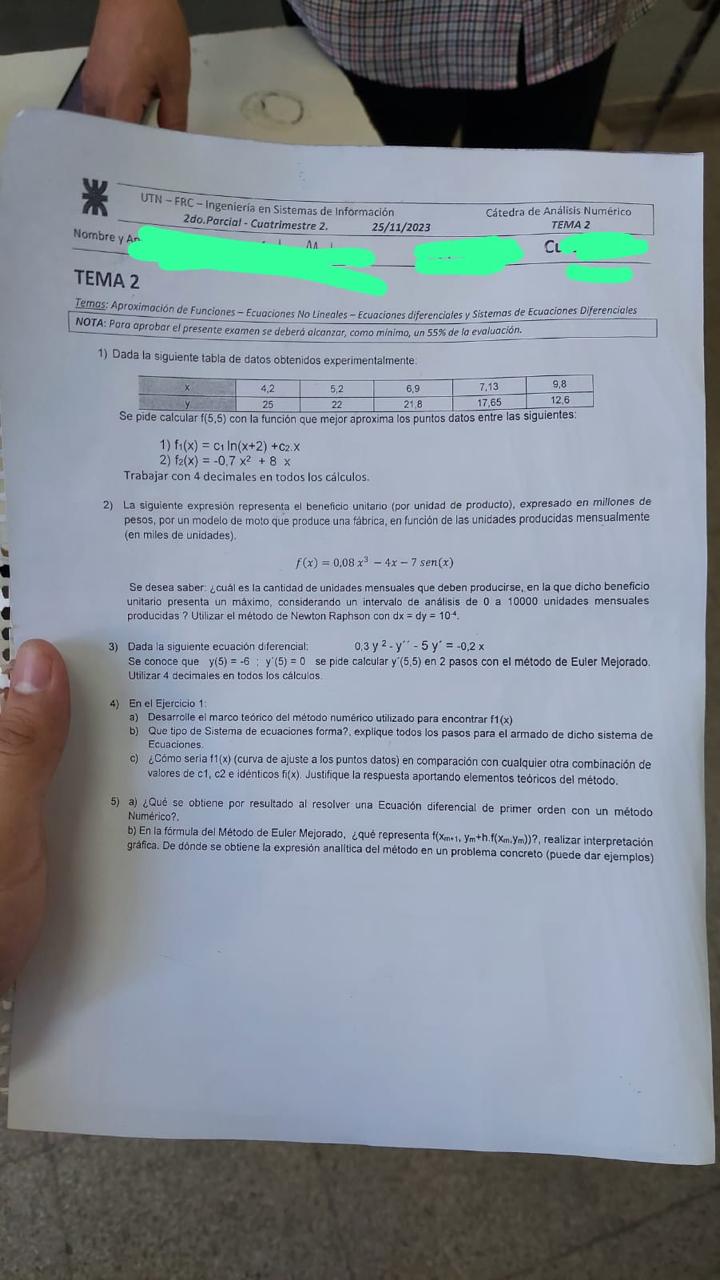 UTN – FRC – Ingeniería en Sistemas de Información
Cátedra de Análisis Numérico
2do.Parcial - Cuatrimestre 2. 25/11/2023
TEMA 2
Nombre y
TEMA 2
Temas: Aproximación de Funciones – Ecuaciones No Lineales – Ecuaciones diferenciales y Sistemas de Ecuaciones Diferenciales
NOTA: Para aprobar el presente examen se deberá alcanzar, como mínimo, un 55% de la evaluación.
1) Dada la siguiente tabla de datos obtenidos experimentalmente:
x 4,2 5,2 6,9 7,13 9,8
y 25 22 21,8 17,65 12,6
Se pide calcular f(5,5) con la función que mejor aproxima los puntos datos entre las siguientes:
1) f₁(x) = c₁ ln(x+2) +c₂.x
2) f₂(x) = -0,7 x² + 8 x
Trabajar con 4 decimales en todos los cálculos.
2) La siguiente expresión representa el beneficio unitario (por unidad de producto), expresado en millones de
pesos, por un modelo de moto que produce una fábrica, en función de las unidades producidas mensualmente
(en miles de unidades).
f(x) = 0,08 x³ − 4x − 7 sen(x)
Se desea saber: ¿cuál es la cantidad de unidades mensuales que deben producirse, en la que dicho beneficio
unitario presenta un máximo, considerando un intervalo de análisis de 0 a 10000 unidades mensuales
producidas ? Utilizar el método de Newton Raphson con dx = dy = 10⁻⁴.
3) Dada la siguiente ecuación diferencial: 0,3 y ² - y´´ - 5 y´ = -0,2 x
Se conoce que y(5) = -6 ; y´(5) = 0 se pide calcular y´(5,5) en 2 pasos con el método de Euler Mejorado.
Utilizar 4 decimales en todos los cálculos.
4) En el Ejercicio 1:
a) Desarrolle el marco teórico del método numérico utilizado para encontrar f1(x)
b) Que tipo de Sistema de ecuaciones forma?, explique todos los pasos para el armado de dicho sistema de
Ecuaciones.
c) ¿Cómo seria f1(x) (curva de ajuste a los puntos datos) en comparación con cualquier otra combinación de
valores de c1, c2 e idénticos fi(x). Justifique la respuesta aportando elementos teóricos del método.
5) a) ¿Qué se obtiene por resultado al resolver una Ecuación diferencial de primer orden con un método
Numérico?.
b) En la fórmula del Método de Euler Mejorado, ¿qué representa f(xₘ₊₁, yₘ+h.f(xₘ,yₘ))?, realizar interpretación
gráfica. De dónde se obtiene la expresión analítica del método en un problema concreto (puede dar ejemplos)